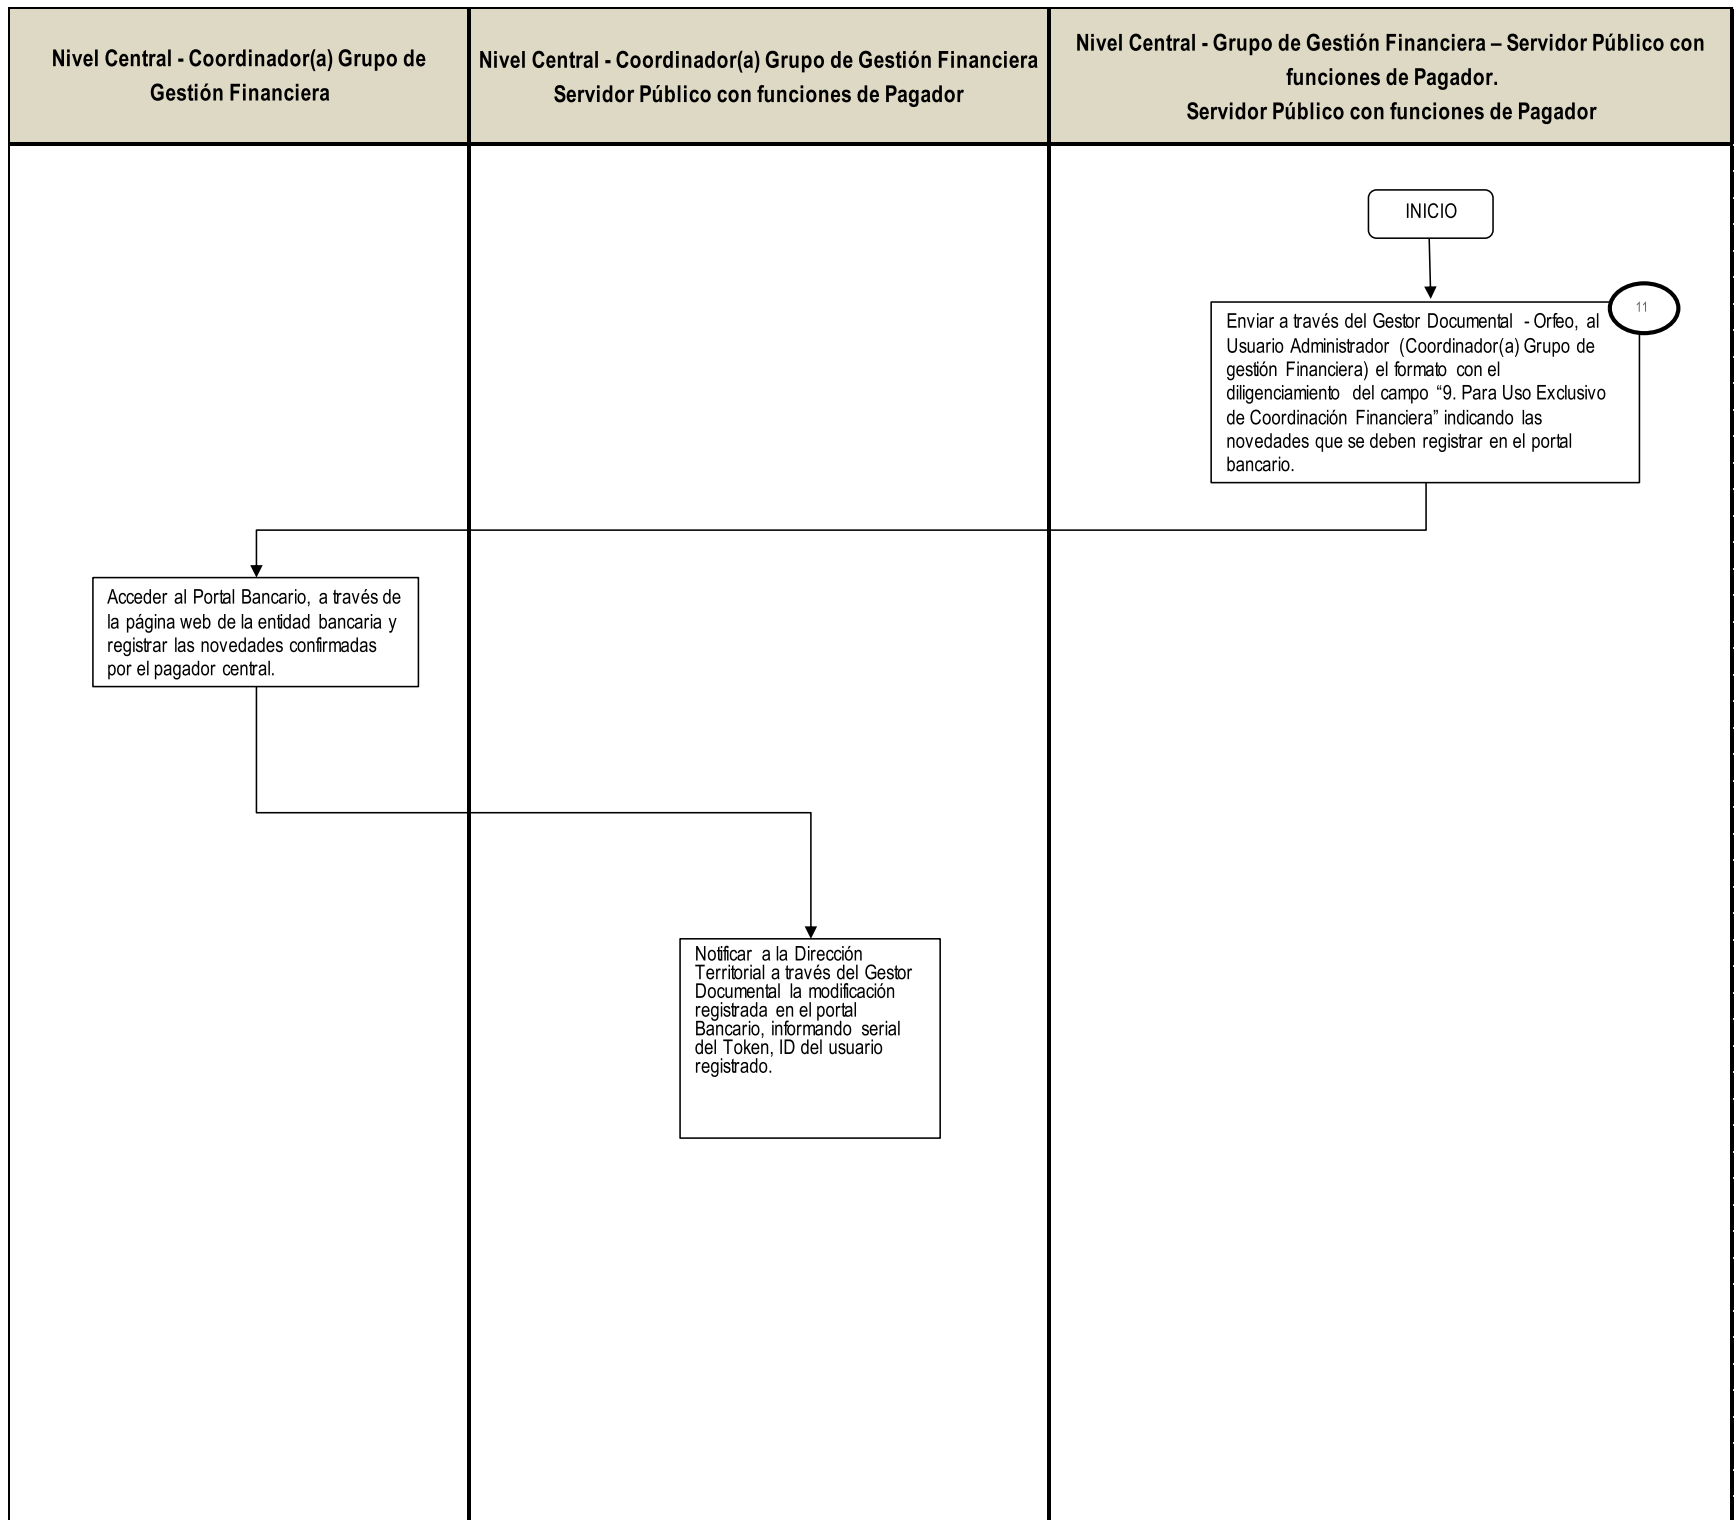 Nivel Central - Coordinador(a) Grupo de
Gestión Financiera
Nivel Central - Coordinador(a) Grupo de Gestión Financiera
Servidor Público con funciones de Pagador
Nivel Central - Grupo de Gestión Financiera – Servidor Público con
funciones de Pagador.
Servidor Público con funciones de Pagador
INICIO
11
Enviar a través del Gestor Documental - Orfeo, al
Usuario Administrador (Coordinador(a) Grupo de
gestión Financiera) el formato con el
diligenciamiento del campo “9. Para Uso Exclusivo
de Coordinación Financiera” indicando las
novedades que se deben registrar en el portal
bancario.
Acceder al Portal Bancario, a través de
la página web de la entidad bancaria y
registrar las novedades confirmadas
por el pagador central.
Notificar a la Dirección
Territorial a través del Gestor
Documental la modificación
registrada en el portal
Bancario, informando serial
del Token, ID del usuario
registrado.